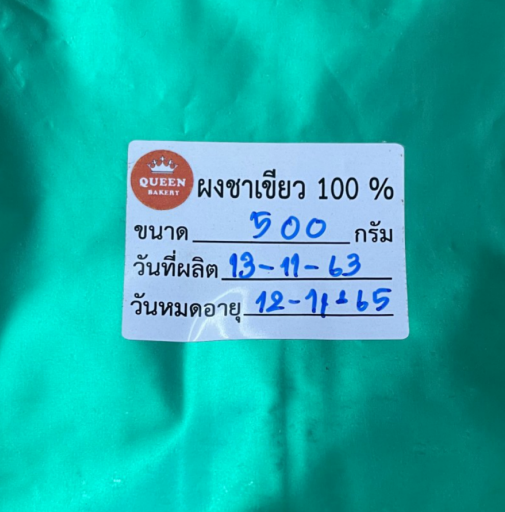 QUEEN
BAKERY
ผงชาเขียว 100 %
ขนาด 500 กรัม
วันที่ผลิต 13-11-63
วันหมดอายุ 12-11-65